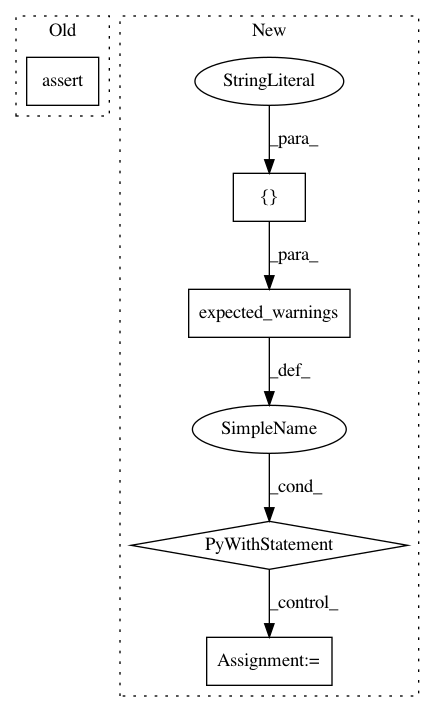 Old
New
assert
StringLiteral
_para_
{}
_para_
expected_warnings
_def_
SimpleName
_cond_
PyWithStatement
_control_
Assignment:=